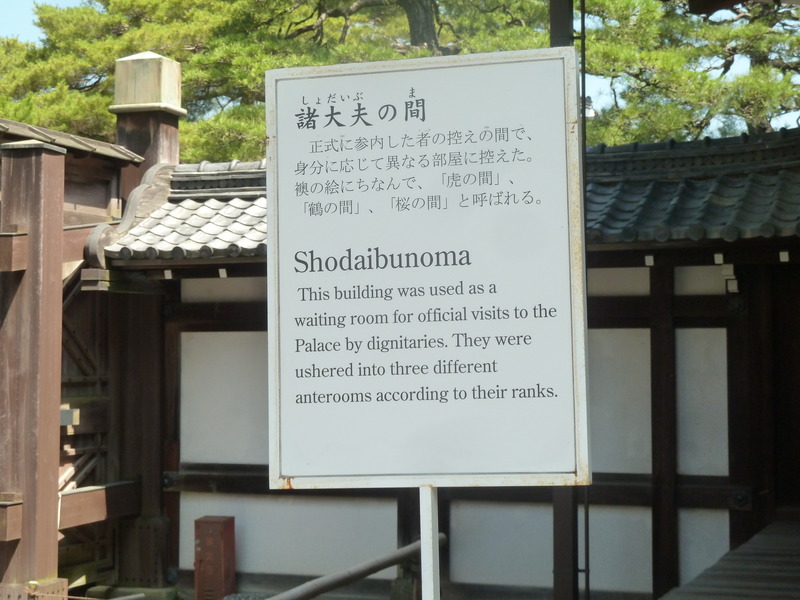 しょだいぶ ま
諸大夫の間
正式に参内した者の控えの間で、
身分に応じて異なる部屋に控えた。
襖の絵にちなんで、「虎の間」、
「鶴の間」、「桜の間」と呼ばれる。
Shodaibunoma
This building was used as a
waiting room for official visits to the
Palace by dignitaries. They were
ushered into three different
anterooms according to their ranks.